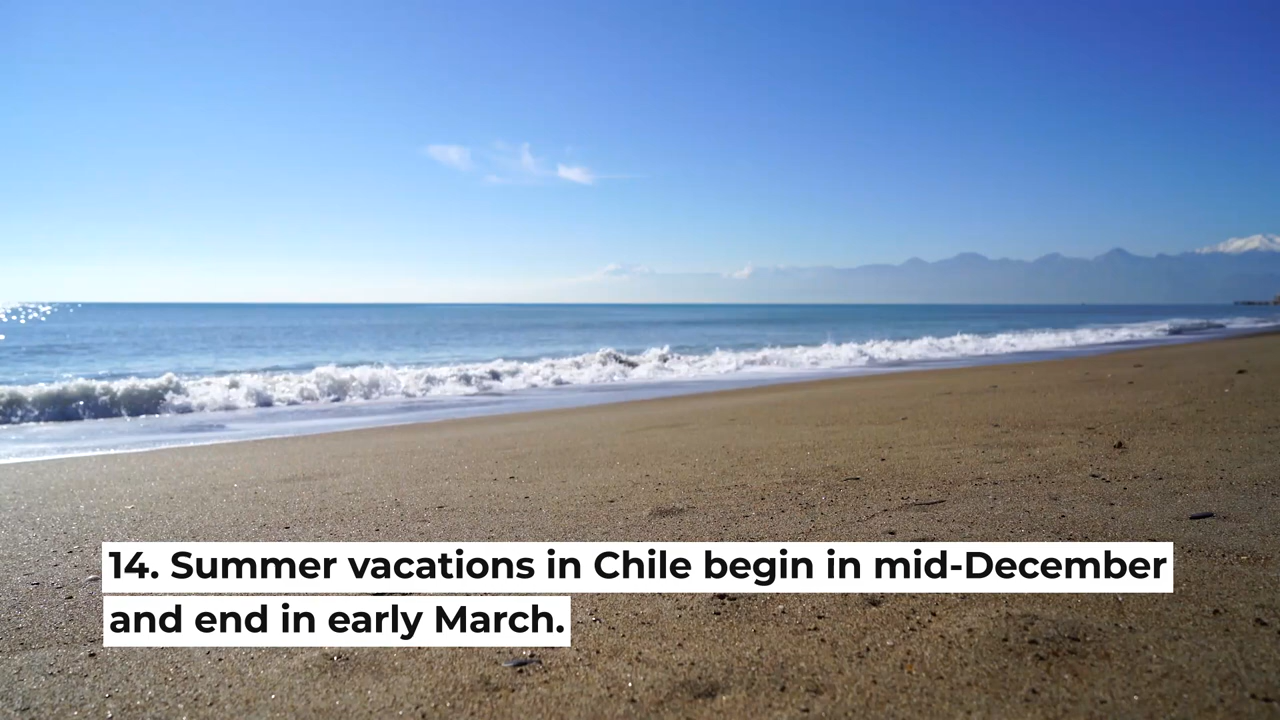 14. Summer vacations in Chile begin in mid-December
and end in early March.